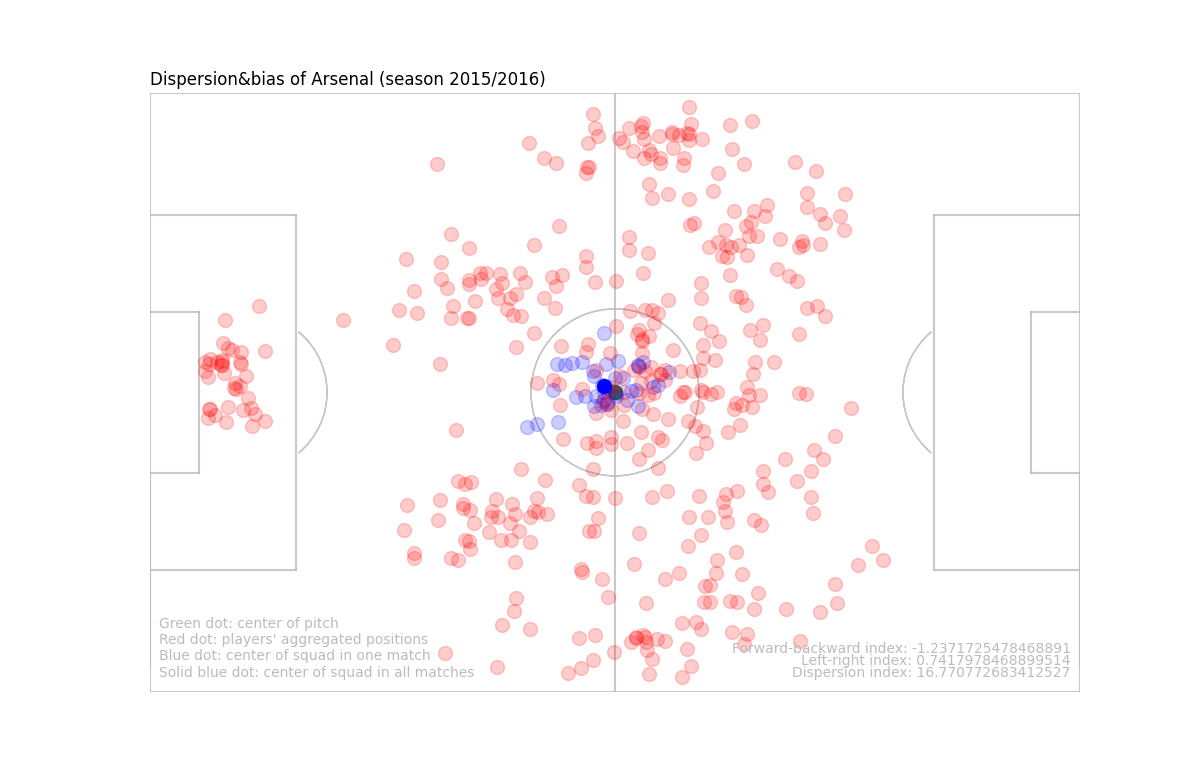 Dispersion&bias of Arsenal (season 2015/2016)
Green dot: center of pitch
Red dot: players' aggregated positions
Blue dot: center of squad in one match
Solid blue dot: center of squad in all matches
Forward-backward index: -1.2371725478468891
Left-right index: 0.7417978468899514
Dispersion index: 16.770772683412527